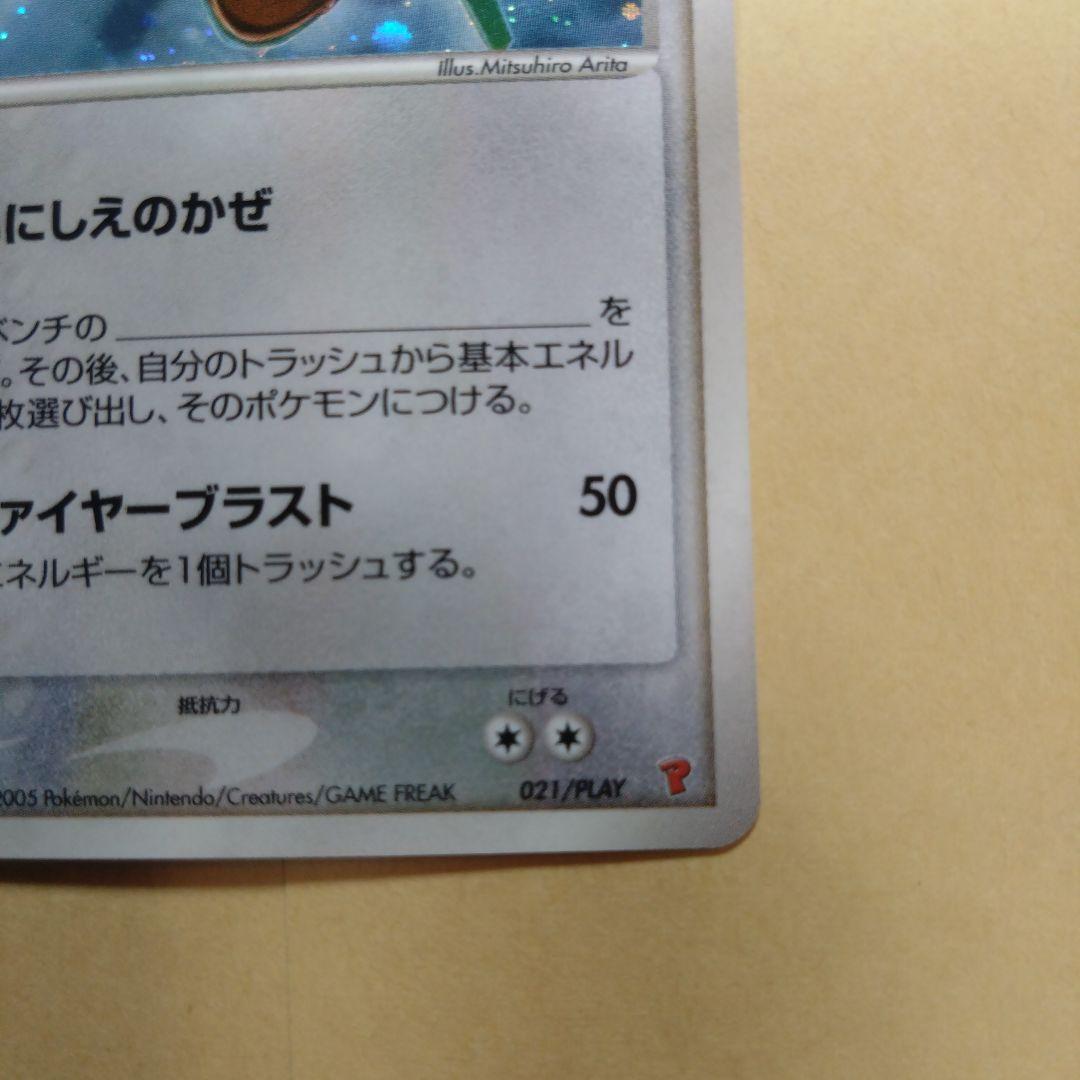 Illus.Mitsuhiro Arita
にしえのかぜ
ベンチの を
。その後、自分のトラッシュから基本エネル
枚選び出し、そのポケモンにつける。
ァイヤーブラスト 50
エネルギーを1個トラッシュする。
抵抗力 にげる
2005 Pokémon/Nintendo/Creatures/GAME FREAK 021/PLAY P